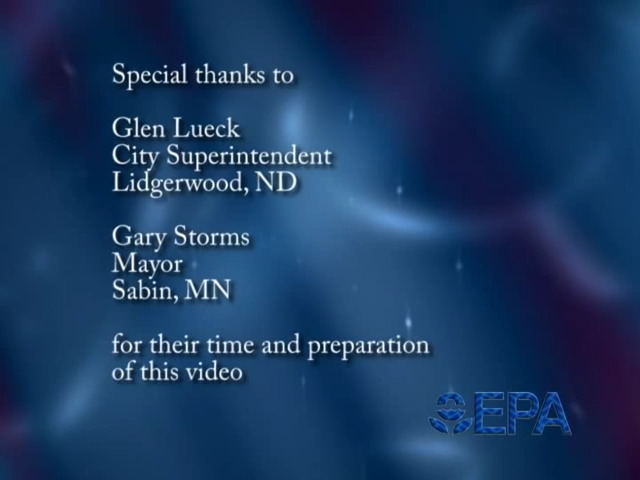 Special thanks to
Glen Lueck
City Superintendent
Lidgerwood, ND
Gary Storms
Mayor
Sabin, MN
for their time and preparation
of this video
EPA